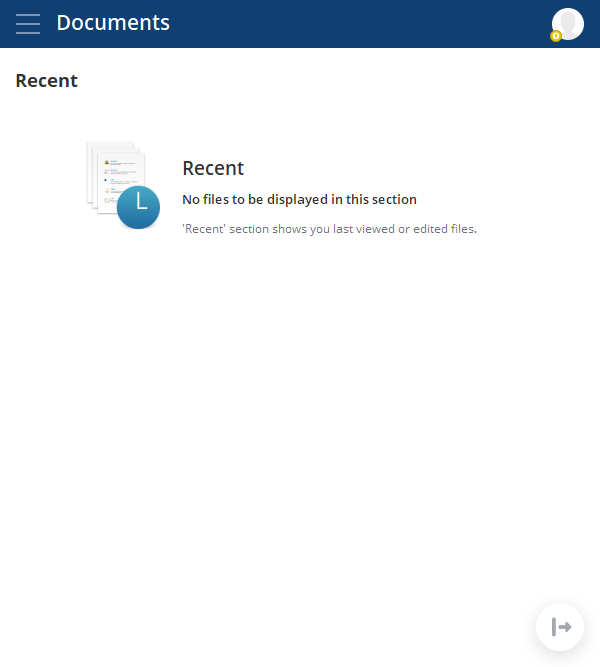 Documents
Recent
Recent
No files to be displayed in this section
'Recent' section shows you last viewed or edited files.